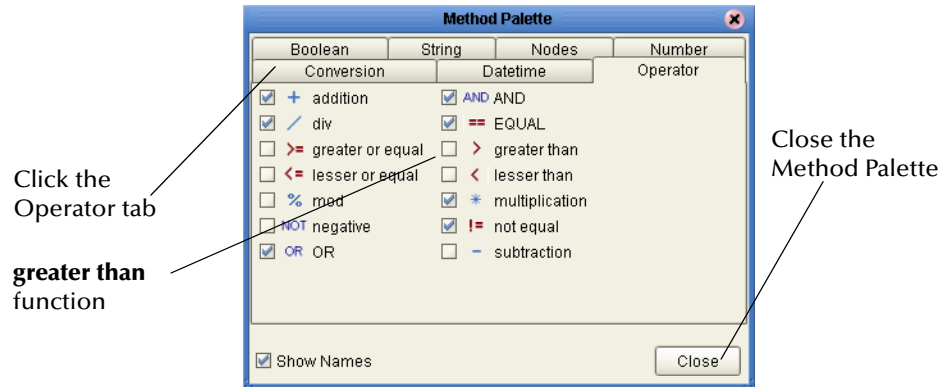 Method Palette
Boolean String Nodes Number
Conversion Datetime Operator
+ addition AND AND
/ div == EQUAL
>= greater or equal > greater than
<= lesser or equal < lesser than
% mod * multiplication
NOT negative != not equal
OR OR - subtraction
Show Names Close
Click the
Operator tab
greater than
function
Close the
Method Palette